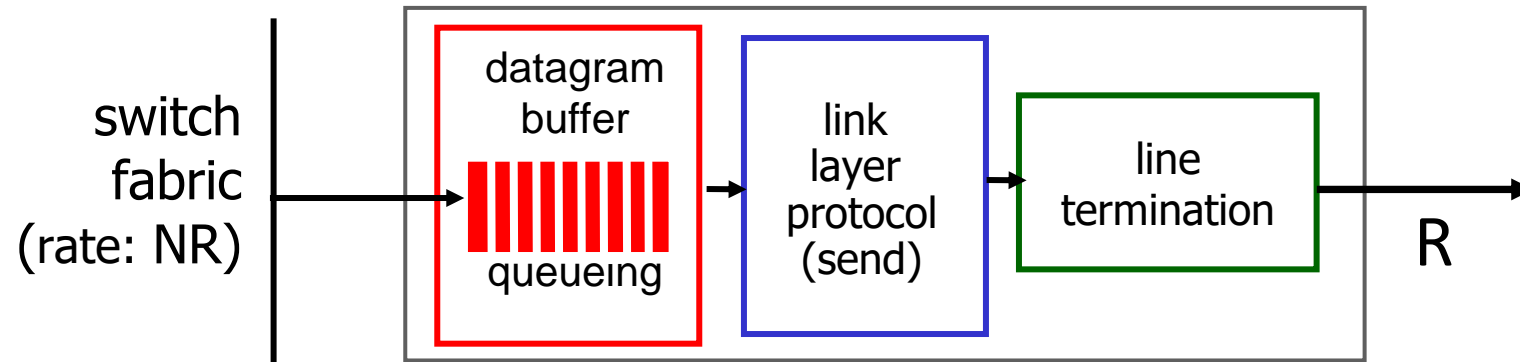 switch
fabric
(rate: NR)
datagram
buffer
queueing
link
layer
protocol
(send)
line
termination
R